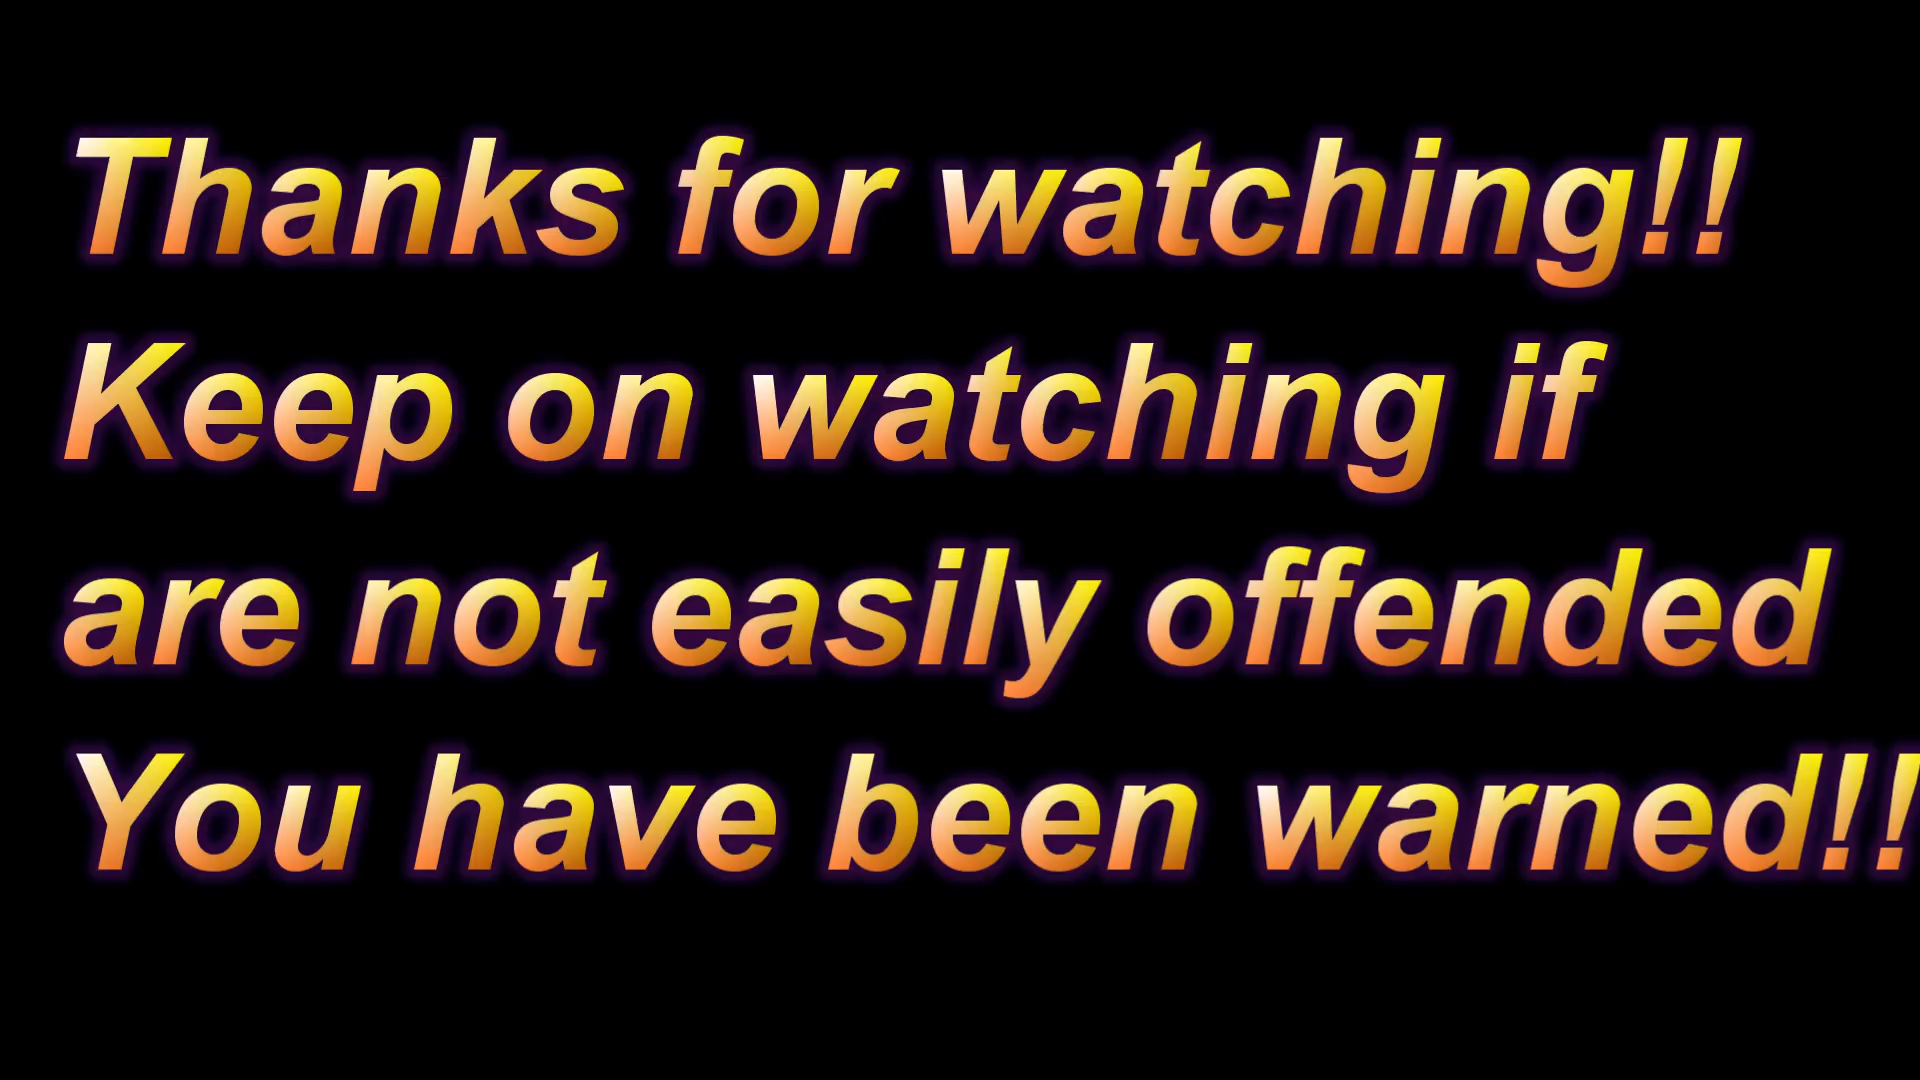 Thanks for watching!!
Keep on watching if
are not easily offended
You have been warned!!